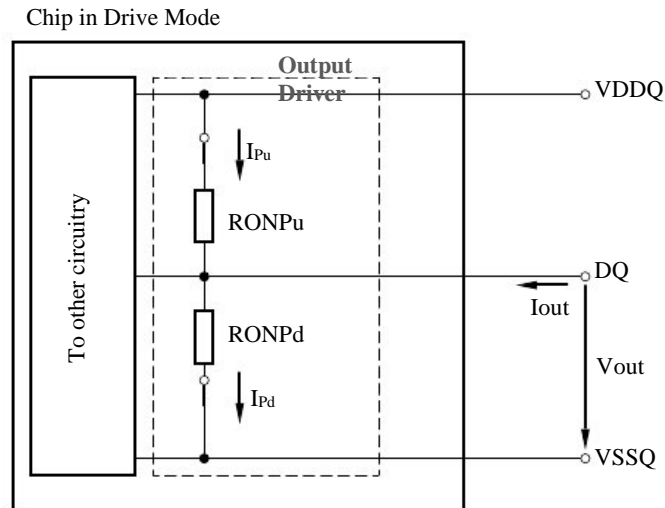 Chip in Drive Mode
Output
Driver
VDDQ
IPu
RONPu
To other circuitry
DQ
Iout
RONPd
Vout
IPd
VSSQ